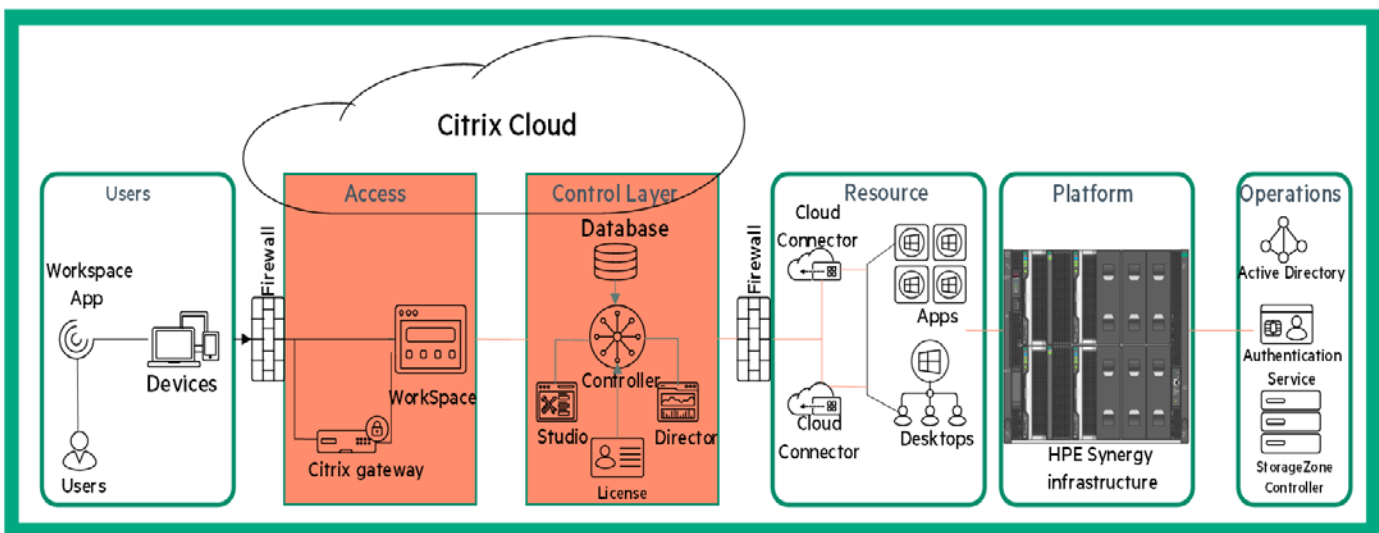 Citrix Cloud
Users
Workspace
App
Devices
Users
Firewall
Access
WorkSpace
Citrix gateway
Control Layer
Database
Controller
Studio
Director
License
Firewall
Resource
Cloud
Connector
Apps
Cloud
Connector
Desktops
Platform
HPE Synergy
infrastructure
Operations
Active Directory
Authentication
Service
StorageZone
Controller